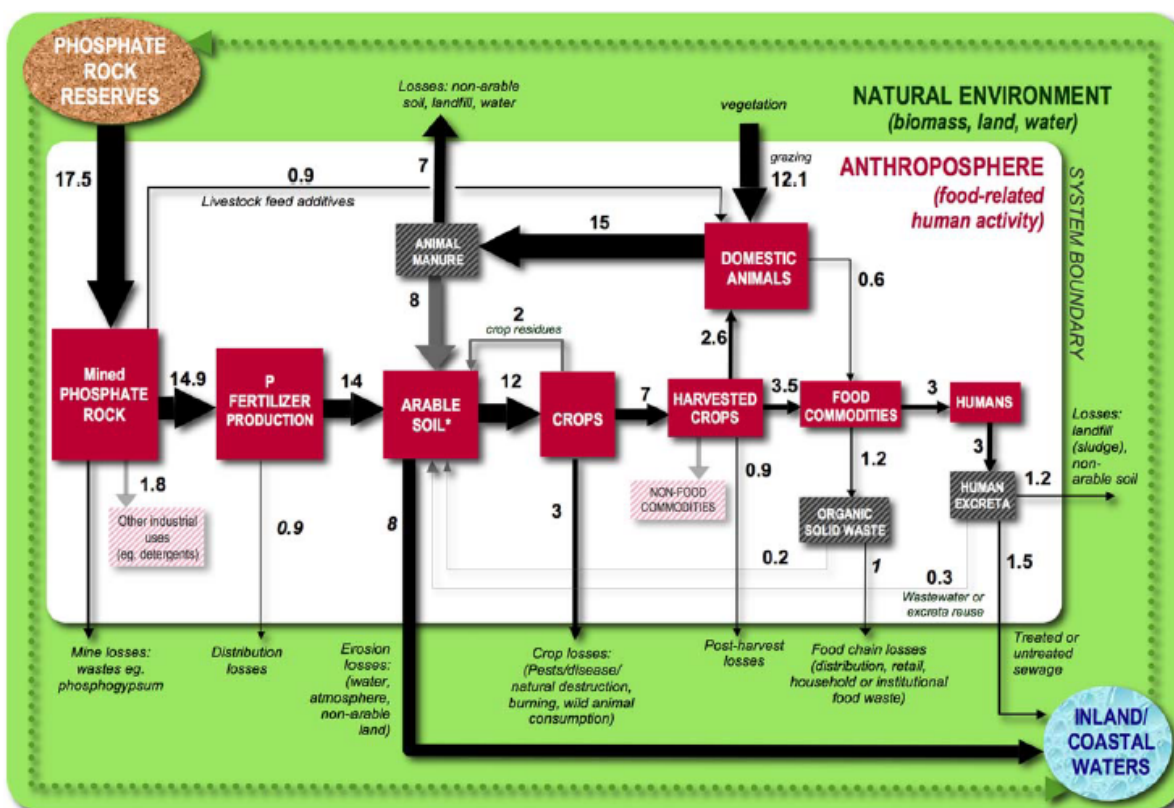 PHOSPHATE
ROCK
RESERVES
Losses: non-arable
soil, landfill, water
vegetation
NATURAL ENVIRONMENT
(biomass, land, water)
17.5
0.9
Livestock feed additives
7
grazing
12.1
ANTHROPOSPHERE
(food-related
human activity)
SYSTEM BOUNDARY
ANIMAL
MANURE
15
DOMESTIC
ANIMALS
0.6
8
2
crop residues
2.6
Mined
PHOSPHATE
ROCK
14.9
P
FERTILIZER
PRODUCTION
14
ARABLE
SOIL*
12
CROPS
7
HARVESTED
CROPS
3.5
FOOD
COMMODITIES
3
HUMANS
1.8
Other industrial
uses
(eg. detergents)
0.9
8
3
NON-FOOD
COMMODITIES
0.9
1.2
ORGANIC
SOLID WASTE
3
HUMAN
EXCRETA
1.2
Losses:
landfill
(sludge),
non-
arable soil
0.2
1
0.3
Wastewater or
excreta reuse
1.5
Mine losses:
wastes eg.
phosphogypsum
Distribution
losses
Erosion
losses:
(water,
atmosphere,
non-arable
land)
Crop losses:
(Pests/disease/
natural destruction,
burning, wild animal
consumption)
Post-harvest
losses
Food chain losses
(distribution, retail,
household or institutional
food waste)
Treated or
untreated
sewage
INLAND/
COASTAL
WATERS